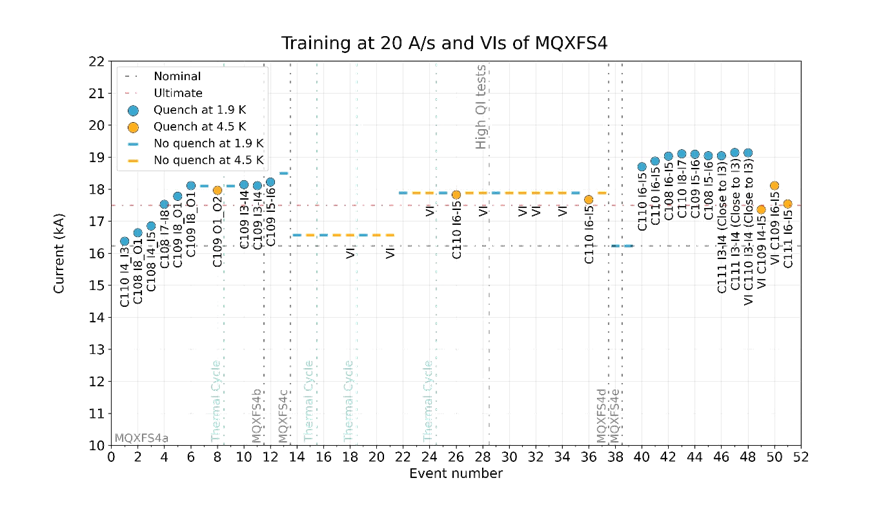 Training at 20 A/s and VIs of MQXFS4
Nominal
Ultimate
Quench at 1.9 K
Quench at 4.5 K
No quench at 1.9 K
No quench at 4.5 K
Current (kA)
22
21
20
19
18
17
16
15
14
13
12
11
10
C110 I4_I3
C108 I8_O1
C108 I4_I5
C108 I7-I8
C109 I8_O1
C109 I8_O1
C109 O1_O2
C109 I3-I4
C109 I3-I4
C109 I5-I6
VI
VI
VI
C110 I6-I5
VI
VI
VI
VI
C110 I6-I5
C110 I6-I5
C110 I6-I5
C108 I6-I5
C110 I8-I7
C109 I6-I5
C108 I5-I6
C111 I3-I4 (Close to I3)
C111 I3-I4 (Close to I3)
VI C110 I3-I4 (Close to I3)
VI C109 I4-I5
VI C109 I6-I5
C111 I6-I5
High QI tests
MQXFS4a
Thermal Cycle
MQXFS4b
MQXFS4c
Thermal Cycle
Thermal Cycle
Thermal Cycle
MQXFS4d
MQXFS4e
0 2 4 6 8 10 12 14 16 18 20 22 24 26 28 30 32 34 36 38 40 42 44 46 48 50 52
Event number